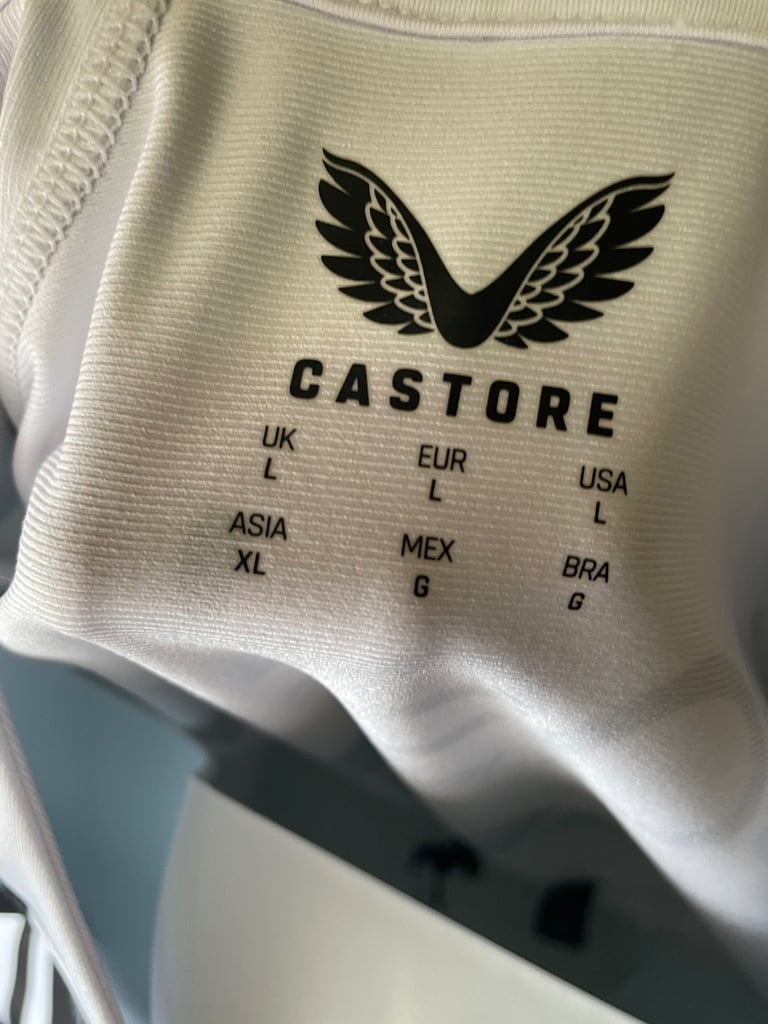 CASTORE
UK EUR USA
L L L
ASIA MEX BRA
XL G G